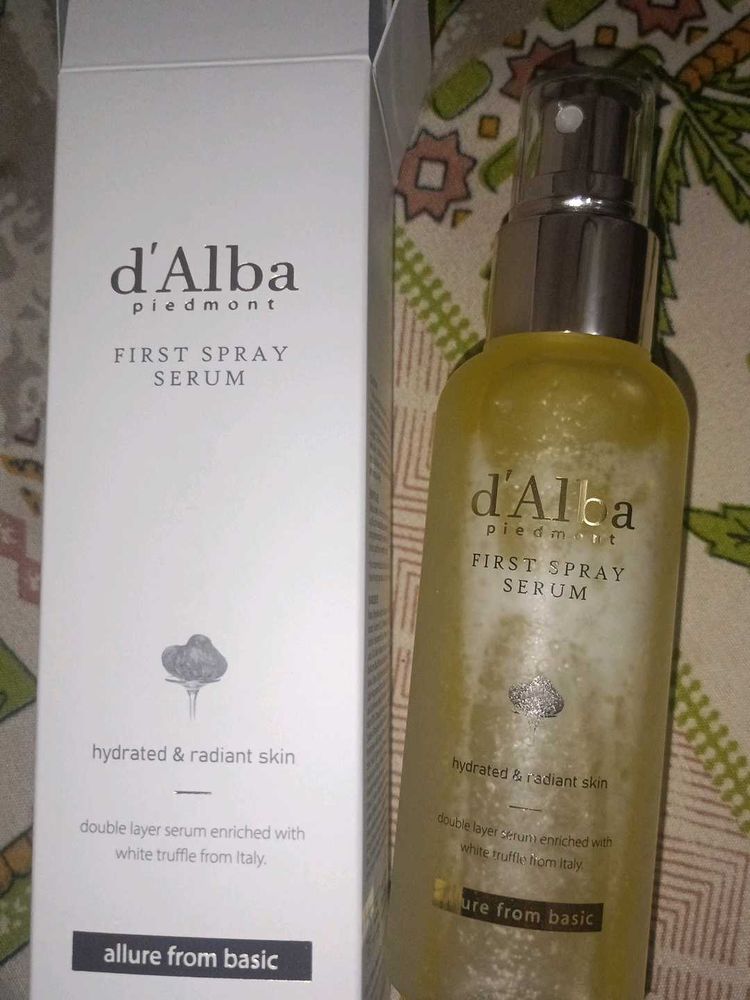 d'Alba
piedmont
FIRST SPRAY
SERUM
hydrated & radiant skin
double layer serum enriched with
white truffle from Italy.
allure from basic
d'Alba
piedmont
FIRST SPRAY
SERUM
hydrated & radiant skin
double layer serum enriched with
white truffle from Italy.
ure from basic